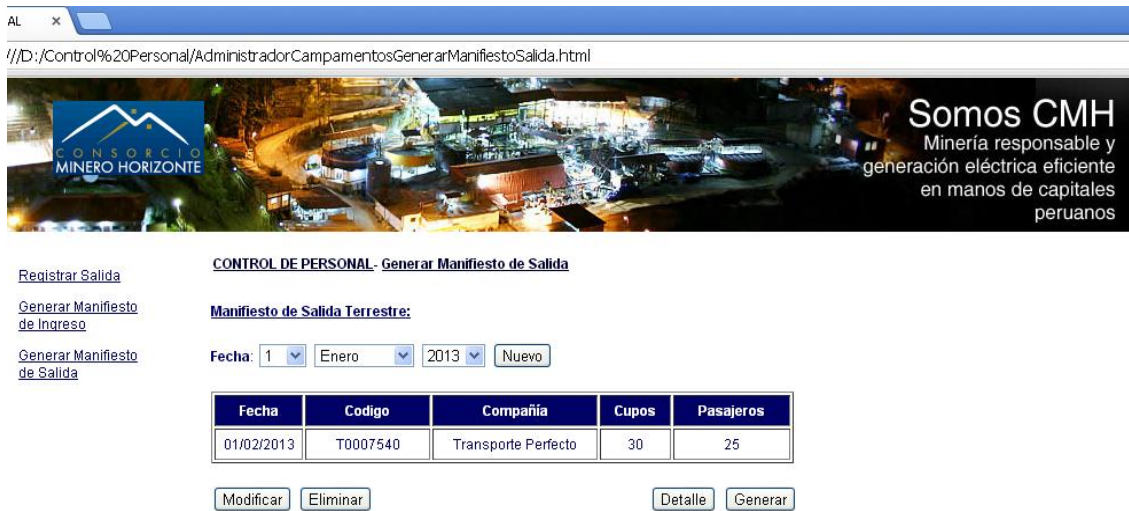 AL
///D:/Control%20Personal/AdministradorCampamentosGenerarManifiestoSalida.html
CONSORCIO
MINERO HORIZONTE
Somos CMH
Minería responsable y
generación eléctrica eficiente
en manos de capitales
peruanos
Registrar Salida
Generar Manifiesto
de Ingreso
Generar Manifiesto
de Salida
CONTROL DE PERSONAL- Generar Manifiesto de Salida
Manifiesto de Salida Terrestre:
Fecha: 1 Enero 2013 Nuevo
Fecha Codigo Compañía Cupos Pasajeros
01/02/2013 T0007540 Transporte Perfecto 30 25
Modificar Eliminar Detalle Generar